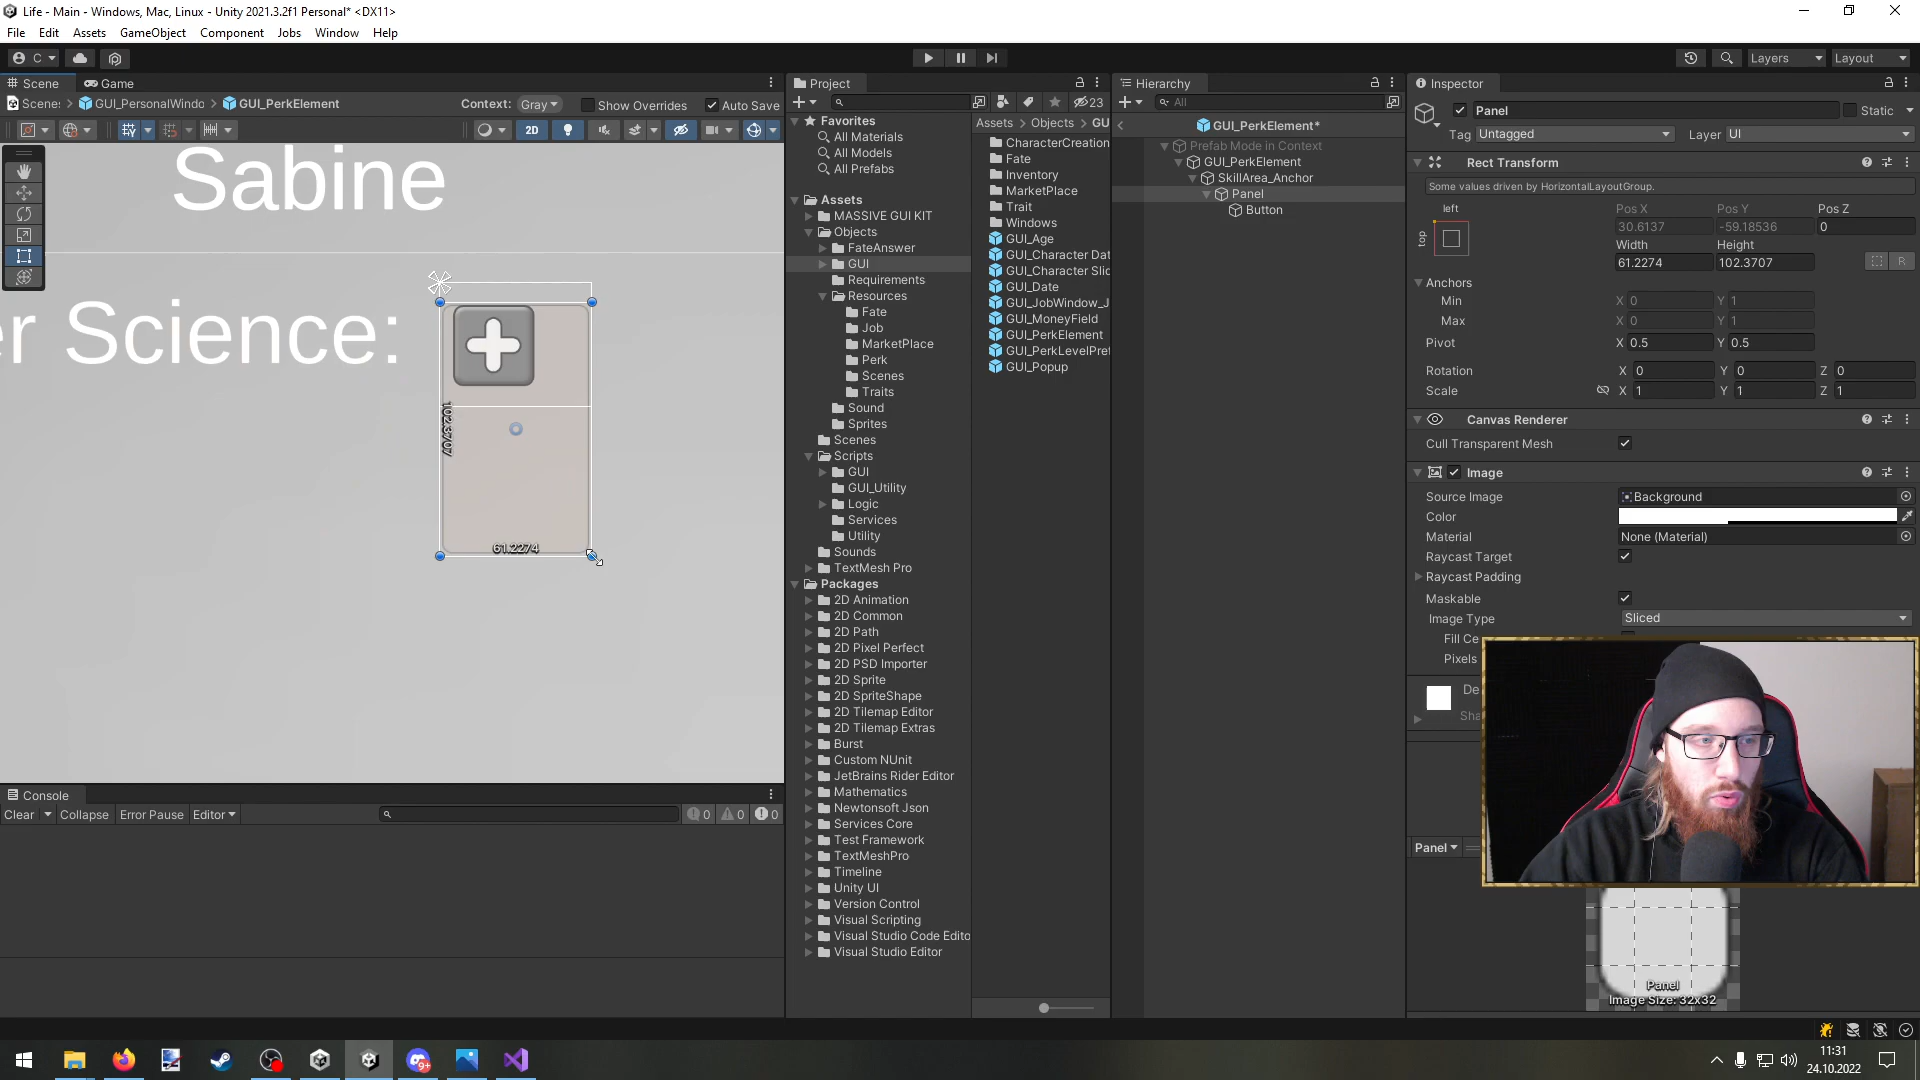 Life - Main - Windows, Mac, Linux - Unity 2021.3.2f1 Personal* <DX11>
File Edit Assets GameObject Component Jobs Window Help
C
Layers
Layout
Scene
Game
Scene:
GUI_PersonalWindo
GUI_PerkElement
Context: Gray
Show Overrides
Auto Save
2D
Sabine
er Science:
102.3707
61.2274
Console
Clear Collapse Error Pause Editor
0 0 0
Project
23
Favorites
All Materials
All Models
All Prefabs
Assets
MASSIVE GUI KIT
Objects
FateAnswer
GUI
Requirements
Resources
Fate
Job
MarketPlace
Perk
Scenes
Traits
Sound
Sprites
Scenes
Scripts
GUI
GUI_Utility
Logic
Services
Utility
Sounds
TextMesh Pro
Packages
2D Animation
2D Common
2D Path
2D Pixel Perfect
2D PSD Importer
2D Sprite
2D SpriteShape
2D Tilemap Editor
2D Tilemap Extras
Burst
Custom NUnit
JetBrains Rider Editor
Mathematics
Newtonsoft Json
Services Core
Test Framework
TextMeshPro
Timeline
Unity UI
Version Control
Visual Scripting
Visual Studio Code Edito
Visual Studio Editor
Assets Objects GU
CharacterCreation
Fate
Inventory
MarketPlace
Trait
Windows
GUI_Age
GUI_Character Dat
GUI_Character Slic
GUI_Date
GUI_JobWindow_J
GUI_MoneyField
GUI_PerkElement
GUI_PerkLevelPref
GUI_Popup
Hierarchy
All
GUI_PerkElement*
Prefab Mode in Context
GUI_PerkElement
SkillArea_Anchor
Panel
Button
Inspector
Panel
Static
Tag Untagged
Layer UI
Rect Transform
Some values driven by HorizontalLayoutGroup.
left
top
Pos X Pos Y Pos Z
30.6137 -59.18536 0
Width Height
61.2274 102.3707
R
Anchors
Min X 0 Y 1
Max X 0 Y 1
Pivot X 0.5 Y 0.5
Rotation X 0 Y 0 Z 0
Scale X 1 Y 1 Z 1
Canvas Renderer
Cull Transparent Mesh
Image
Source Image Background
Color
Material None (Material)
Raycast Target
Raycast Padding
Maskable
Image Type Sliced
Fill Ce
Pixels
De
Sha
Panel
Panel
Image Size: 32x32
9+
11:31
24.10.2022